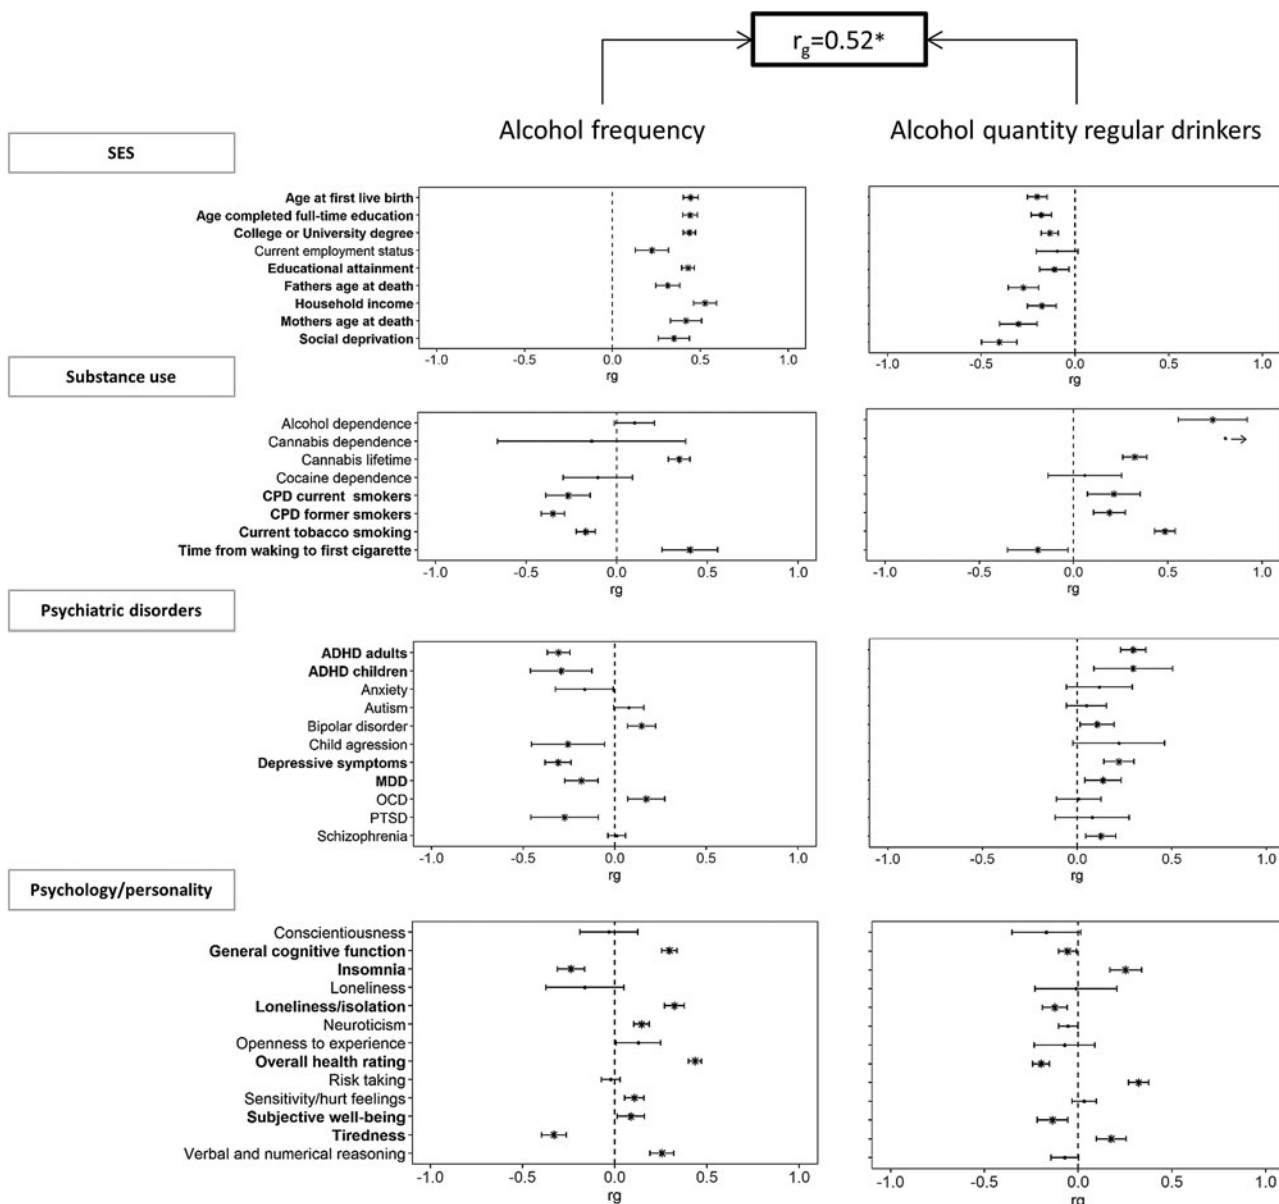 rg=0.52*
Alcohol frequency
Alcohol quantity regular drinkers
SES
Age at first live birth
Age completed full-time education
College or University degree
Current employment status
Educational attainment
Fathers age at death
Household income
Mothers age at death
Social deprivation
-1.0 -0.5 0.0 0.5 1.0
rg
-1.0 -0.5 0.0 0.5 1.0
rg
Substance use
Alcohol dependence
Cannabis dependence
Cannabis lifetime
Cocaine dependence
CPD current smokers
CPD former smokers
Current tobacco smoking
Time from waking to first cigarette
-1.0 -0.5 0.0 0.5 1.0
rg
-1.0 -0.5 0.0 0.5 1.0
rg
Psychiatric disorders
ADHD adults
ADHD children
Anxiety
Autism
Bipolar disorder
Child agression
Depressive symptoms
MDD
OCD
PTSD
Schizophrenia
-1.0 -0.5 0.0 0.5 1.0
rg
-1.0 -0.5 0.0 0.5 1.0
rg
Psychology/personality
Conscientiousness
General cognitive function
Insomnia
Loneliness
Loneliness/isolation
Neuroticism
Openness to experience
Overall health rating
Risk taking
Sensitivity/hurt feelings
Subjective well-being
Tiredness
Verbal and numerical reasoning
-1.0 -0.5 0.0 0.5 1.0
rg
-1.0 -0.5 0.0 0.5 1.0
rg